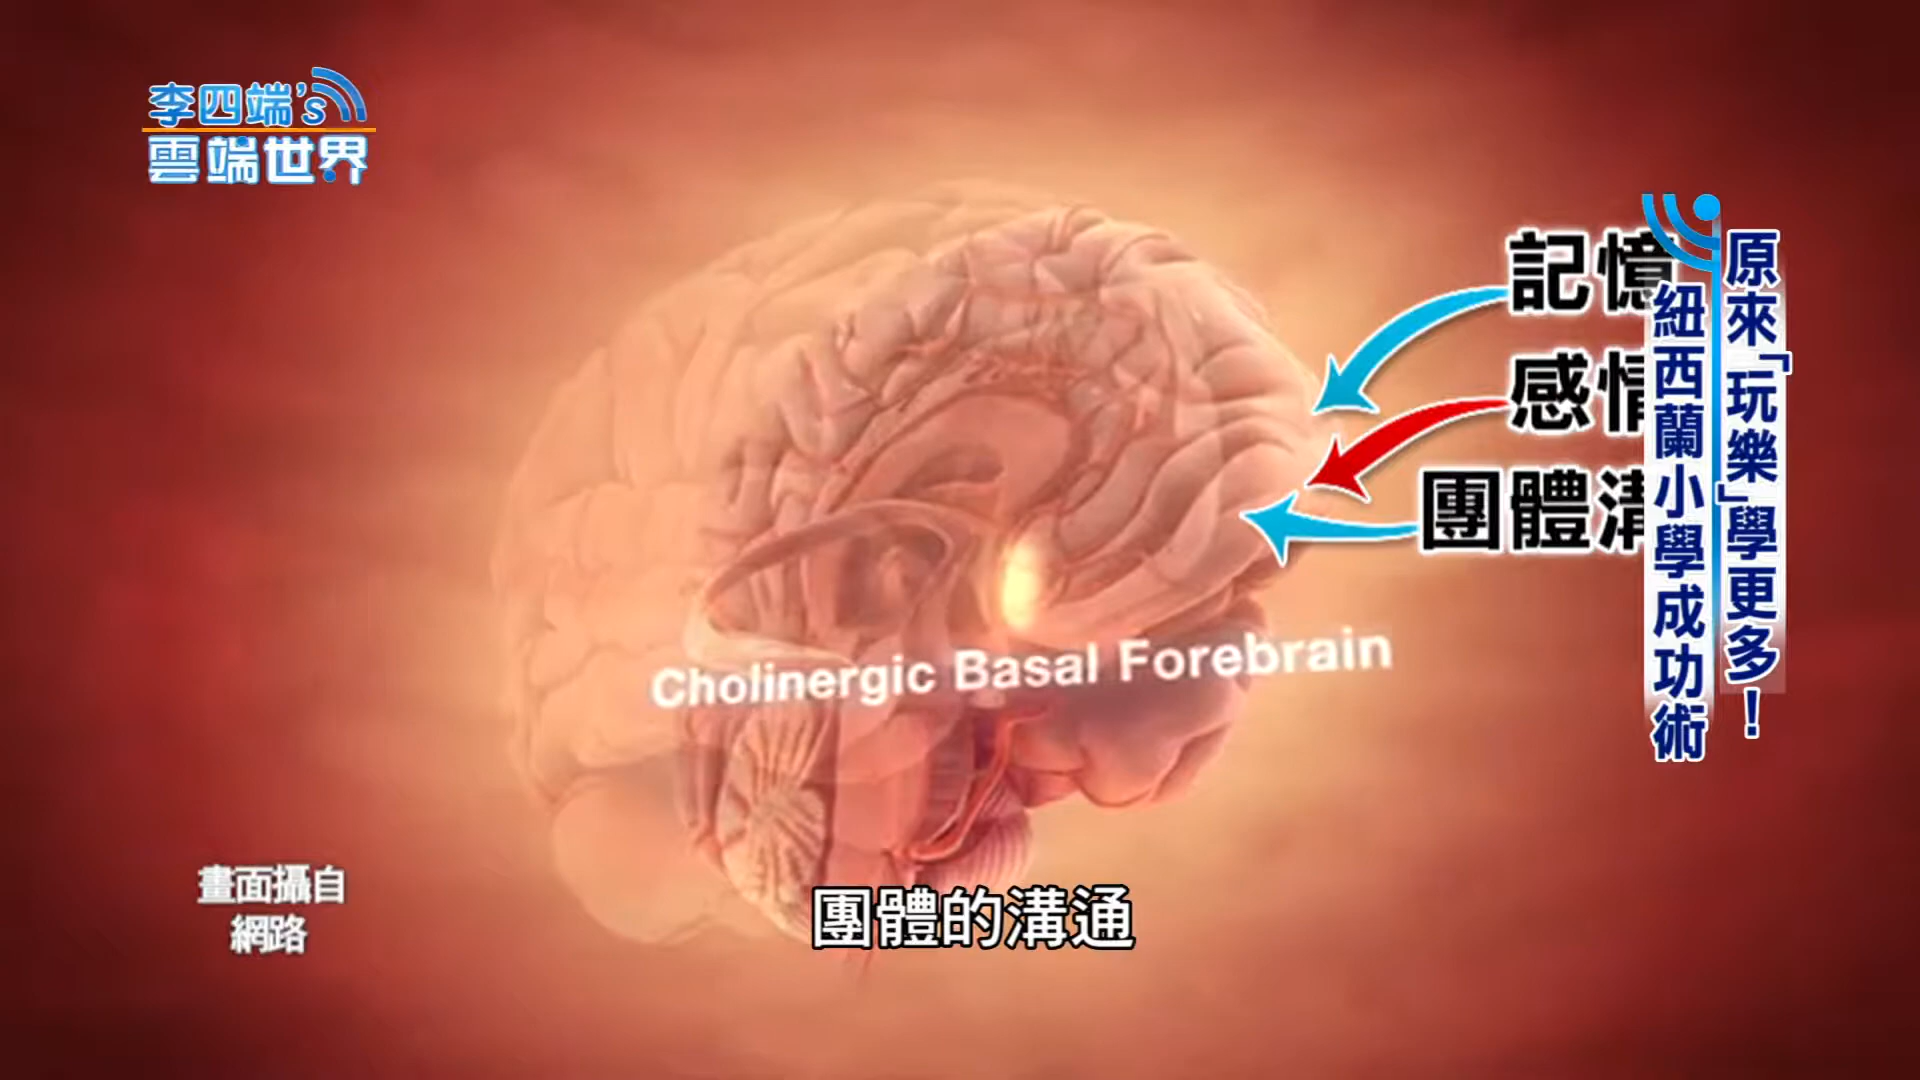 李四端's
雲端世界
記憶
感情
團體溝
原來「玩樂」學更多！
紐西蘭小學成功術
Cholinergic Basal Forebrain
畫面攝自
網路
團體的溝通